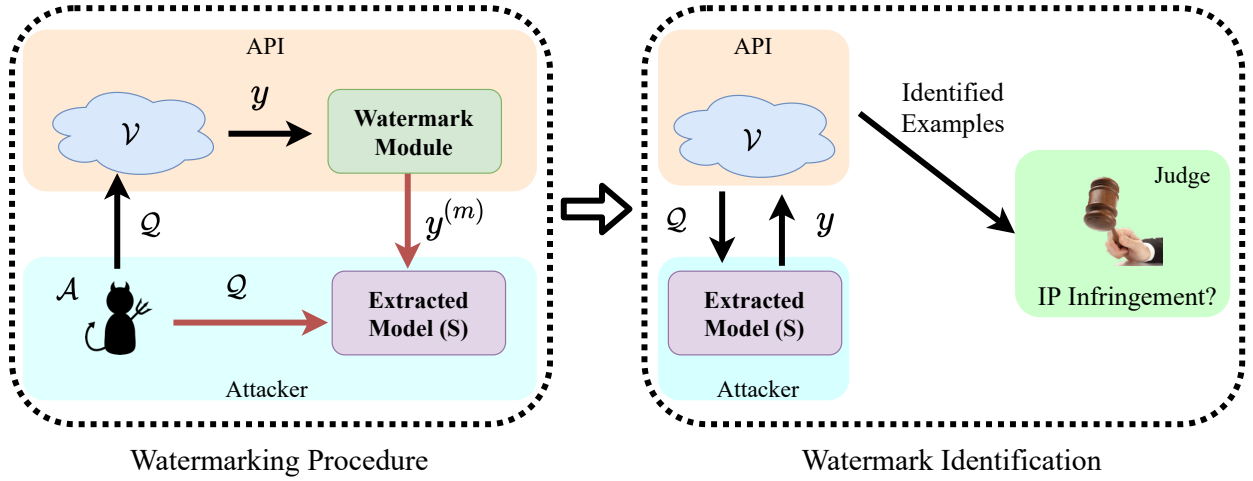 API
y
𝒱
Watermark
Module
𝒬
y^{(m)}
𝒜
𝒬
Extracted
Model (S)
Attacker
Watermarking Procedure
API
𝒱
Identified
Examples
Judge
𝒬
y
IP Infringement?
Extracted
Model (S)
Attacker
Watermark Identification